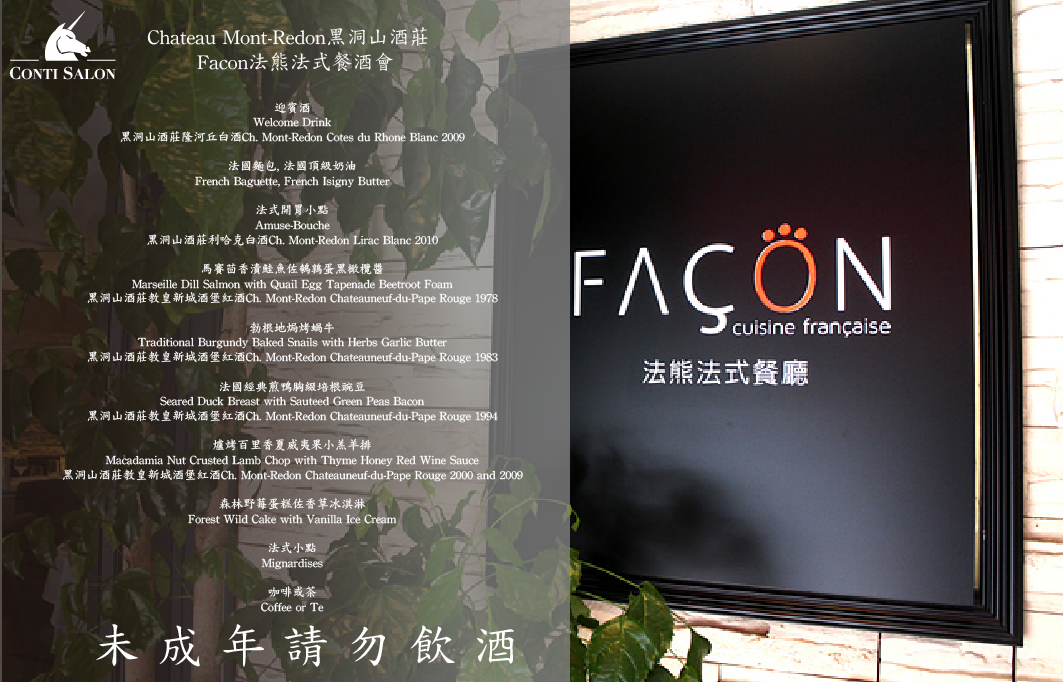 CONTI SALON
Chateau Mont-Redon黑洞山酒莊
Facon法熊法式餐酒會
迎賓酒
Welcome Drink
黑洞山酒莊隆河丘白酒Ch. Mont-Redon Cotes du Rhone Blanc 2009
法國麵包, 法國頂級奶油
French Baguette, French Isigny Butter
法式開胃小點
Amuse-Bouche
黑洞山酒莊利哈克白酒Ch. Mont-Redon Lirac Blanc 2010
馬賽茴香漬鮭魚佐鵪鶉蛋黑橄欖醬
Marseille Dill Salmon with Quail Egg Tapenade Beetroot Foam
黑洞山酒莊教皇新城酒堡紅酒Ch. Mont-Redon Chateauneuf-du-Pape Rouge 1978
勃根地焗烤蝸牛
Traditional Burgundy Baked Snails with Herbs Garlic Butter
黑洞山酒莊教皇新城酒堡紅酒Ch. Mont-Redon Chateauneuf-du-Pape Rouge 1983
法國經典煎鴨胸綴培根豌豆
Seared Duck Breast with Sauteed Green Peas Bacon
黑洞山酒莊教皇新城酒堡紅酒Ch. Mont-Redon Chateauneuf-du-Pape Rouge 1994
爐烤百里香夏威夷果小羔羊排
Macadamia Nut Crusted Lamb Chop with Thyme Honey Red Wine Sauce
黑洞山酒莊教皇新城酒堡紅酒Ch. Mont-Redon Chateauneuf-du-Pape Rouge 2000 and 2009
森林野莓蛋糕佐香草冰淇淋
Forest Wild Cake with Vanilla Ice Cream
法式小點
Mignardises
咖啡或茶
Coffee or Te
未成年請勿飲酒
FAÇON
cuisine française
法熊法式餐廳